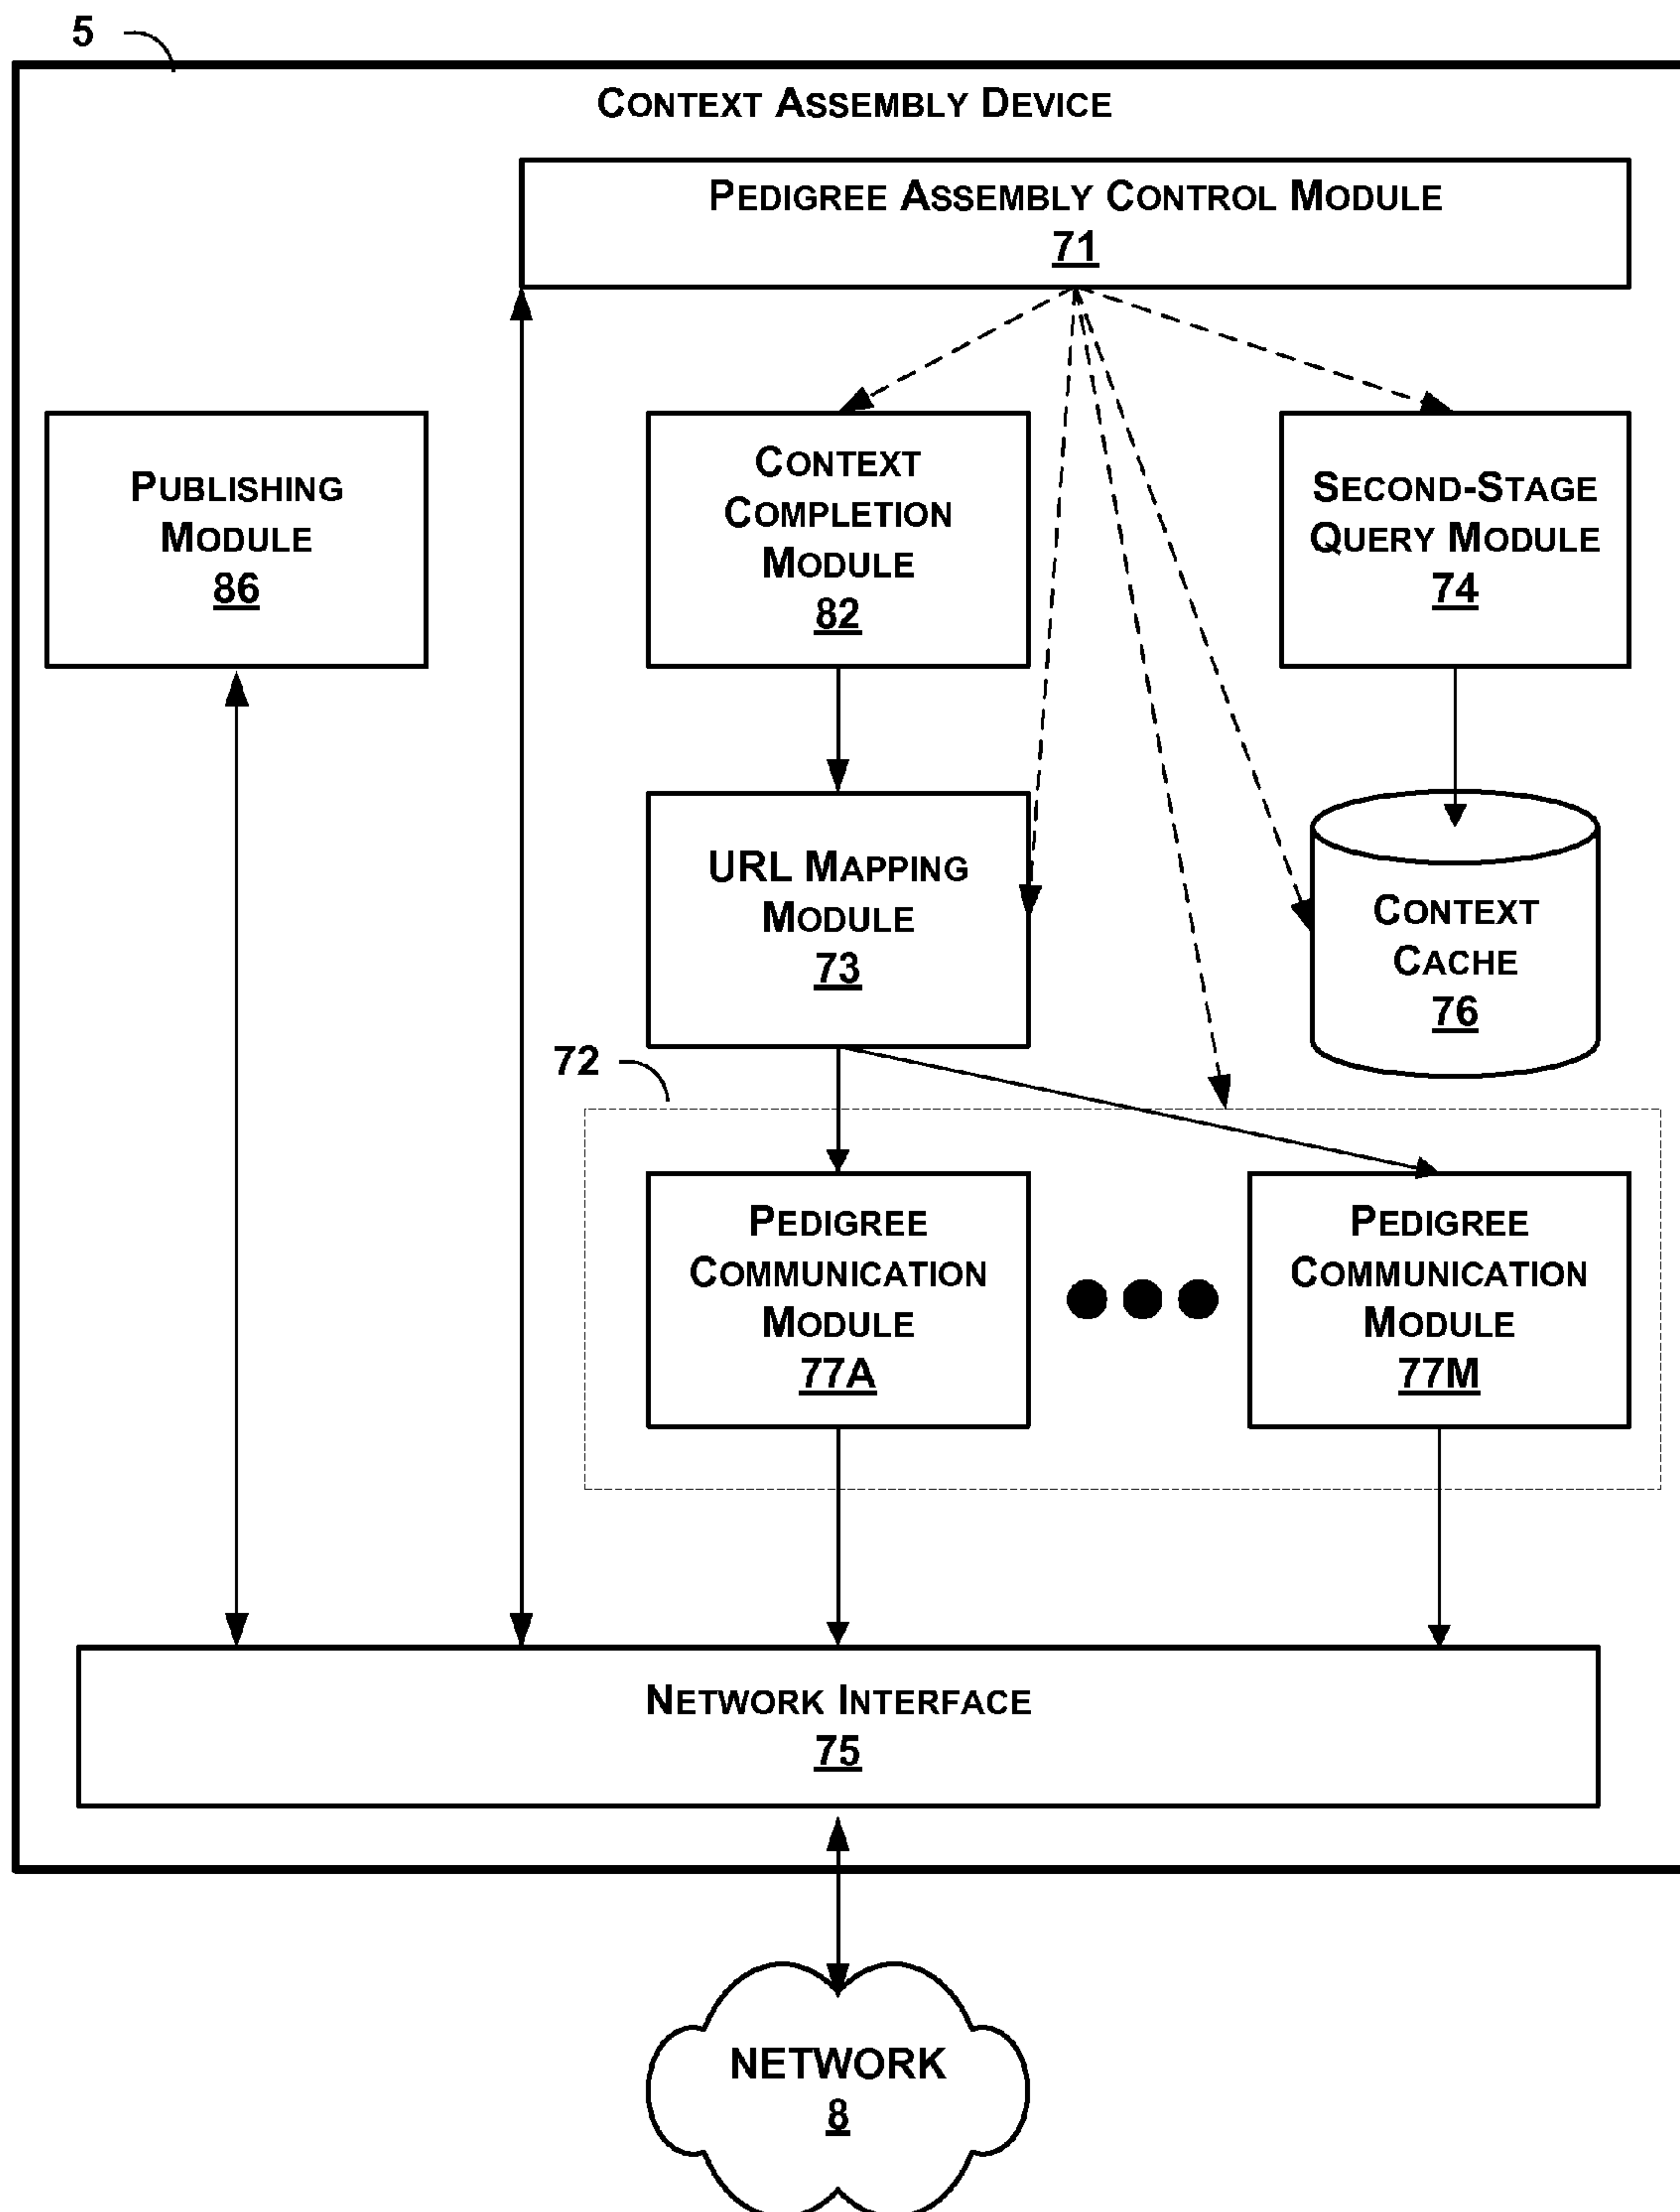 5
CONTEXT ASSEMBLY DEVICE
PEDIGREE ASSEMBLY CONTROL MODULE
71
PUBLISHING
MODULE
86
CONTEXT
COMPLETION
MODULE
82
SECOND-STAGE
QUERY MODULE
74
URL MAPPING
MODULE
73
CONTEXT
CACHE
76
72
PEDIGREE
COMMUNICATION
MODULE
77A
PEDIGREE
COMMUNICATION
MODULE
77M
NETWORK INTERFACE
75
NETWORK
8